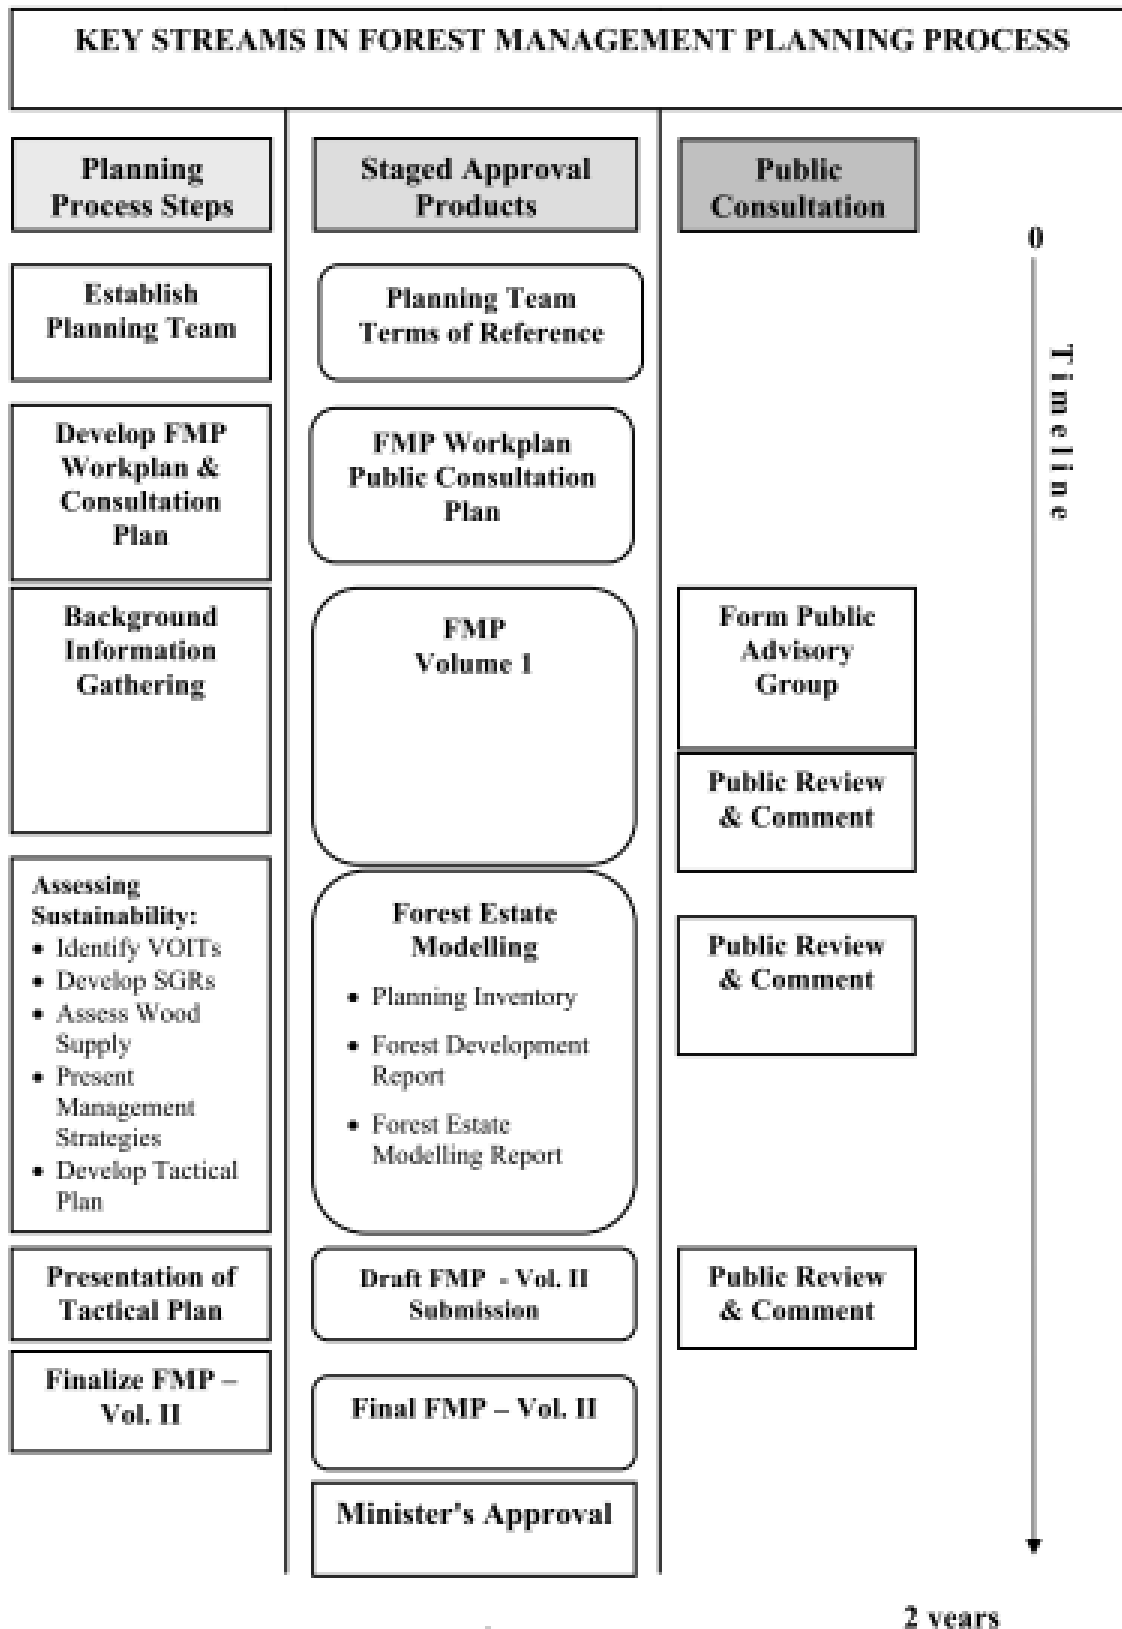 KEY STREAMS IN FOREST MANAGEMENT PLANNING PROCESS
Planning
Process Steps
Staged Approval
Products
Public
Consultation
0
Timeline
Establish
Planning Team
Planning Team
Terms of Reference
Develop FMP
Workplan &
Consultation
Plan
FMP Workplan
Public Consultation
Plan
Background
Information
Gathering
FMP
Volume 1
Form Public
Advisory
Group
Public Review
& Comment
Assessing
Sustainability:
• Identify VOITs
• Develop SGRs
• Assess Wood
Supply
• Present
Management
Strategies
• Develop Tactical
Plan
Forest Estate
Modelling
• Planning Inventory
• Forest Development
Report
• Forest Estate
Modelling Report
Public Review
& Comment
Presentation of
Tactical Plan
Draft FMP - Vol. II
Submission
Public Review
& Comment
Finalize FMP –
Vol. II
Final FMP – Vol. II
Minister's Approval
2 years